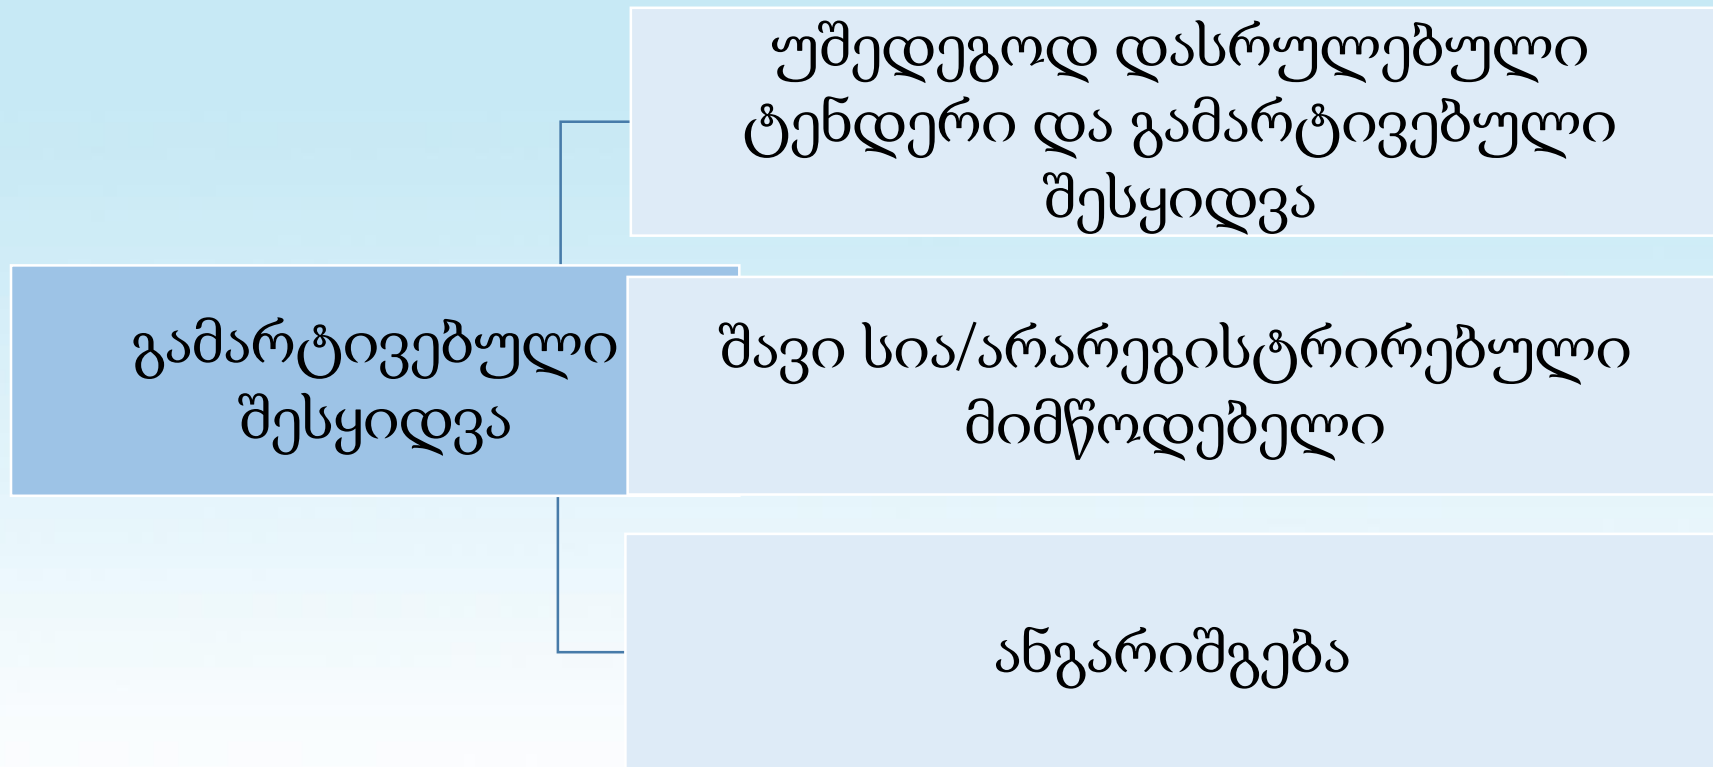 უშედეგოდ დასრულებული
ტენდერი და გამარტივებული
შესყიდვა
გამარტივებული
შესყიდვა
შავი სია/არარეგისტრირებული
მიმწოდებელი
ანგარიშგება